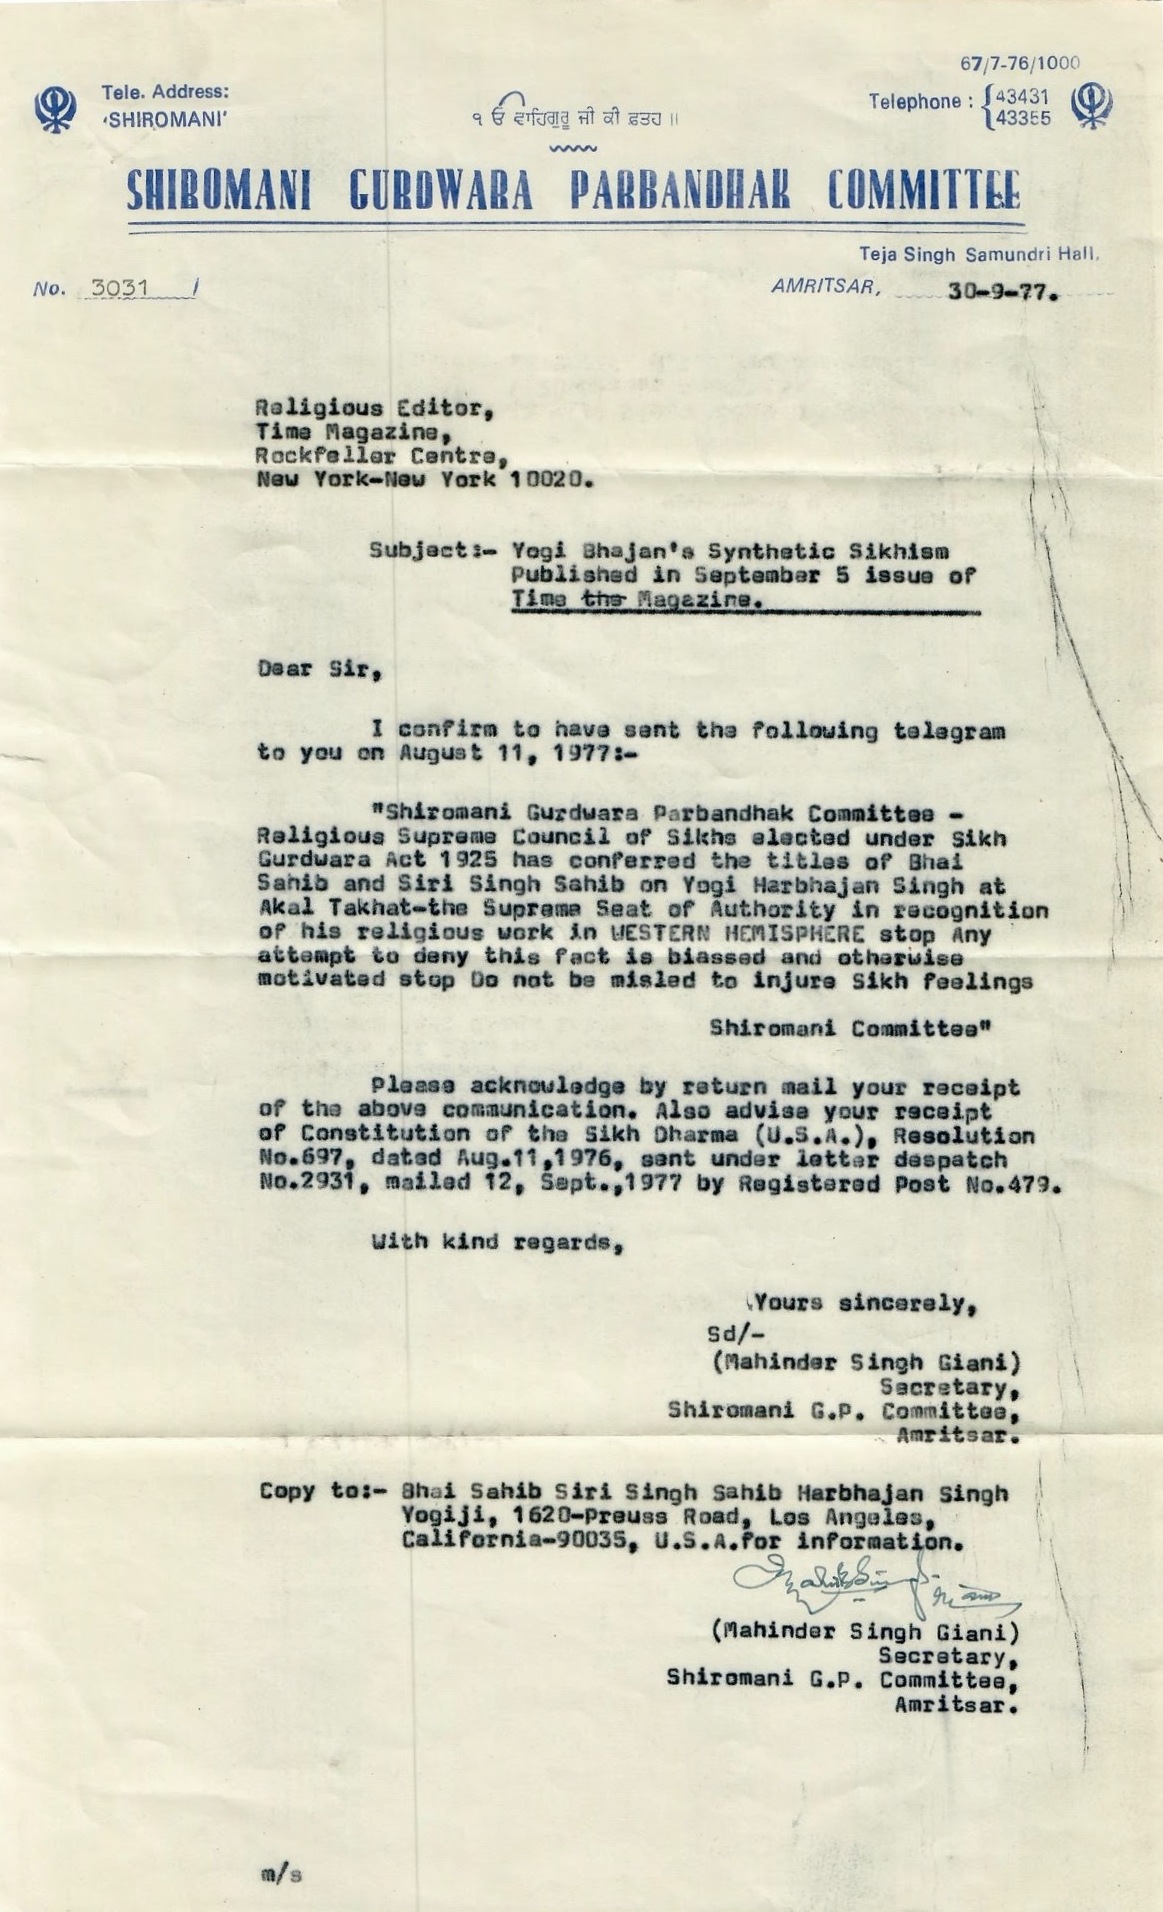 67/7-76/1000
Tele. Address:
'SHIROMANI'
੧ ੳ ਵਾਹਿਗੁਰੂ ਜੀ ਕੀ ਫ਼ਤਹ ॥
Telephone : { 43431
43355
SHIROMANI GURDWARA PARBANDHAK COMMITTEE
Teja Singh Samundri Hall,
No. 3031 /
AMRITSAR, 30-9-77.
Religious Editor,
Time Magazine,
Rockfeller Centre,
New York-New York 10020.
Subject:- Yogi Bhajan's Synthetic Sikhism
Published in September 5 issue of
Time the Magazine.
Dear Sir,
I confirm to have sent the following telegram
to you on August 11, 1977:-
"Shiromani Gurdwara Parbandhak Committee -
Religious Supreme Council of Sikhs elected under Sikh
Gurdwara Act 1925 has conferred the titles of Bhai
Sahib and Siri Singh Sahib on Yogi Harbhajan Singh at
Akal Takhat-the Supreme Seat of Authority in recognition
of his religious work in WESTERN HEMISPHERE stop Any
attempt to deny this fact is biassed and otherwise
motivated stop Do not be misled to injure Sikh feelings
Shiromani Committee"
Please acknowledge by return mail your receipt
of the above communication. Also advise your receipt
of Constitution of the Sikh Dharma (U.S.A.), Resolution
No.697, dated Aug.11,1976, sent under letter despatch
No.2931, mailed 12, Sept.,1977 by Registered Post No.479.
With kind regards,
Yours sincerely,
Sd/-
(Mahinder Singh Giani)
Secretary,
Shiromani G.P. Committee,
Amritsar.
Copy to:- Bhai Sahib Siri Singh Sahib Harbhajan Singh
Yogiji, 1620-Preuss Road, Los Angeles,
California-90035, U.S.A.for information.
(Mahinder Singh Giani)
Secretary,
Shiromani G.P. Committee,
Amritsar.
m/s